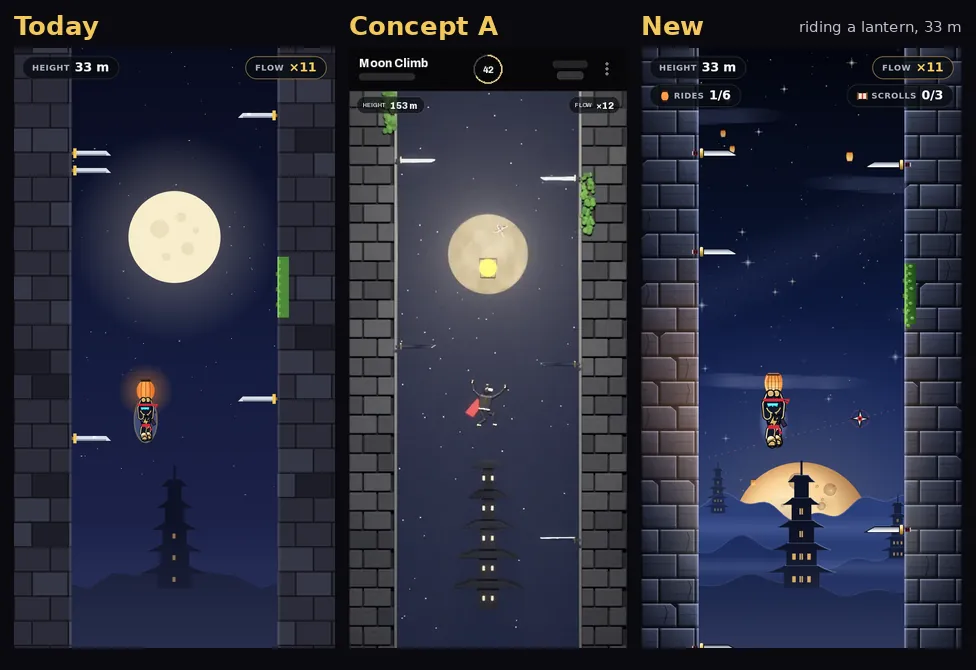 Today
HEIGHT 33 m
FLOW ×11
Concept A
Moon Climb
42
HEIGHT 153 m
FLOW ×12
New
riding a lantern, 33 m
HEIGHT 33 m
FLOW ×11
RIDES 1/6
SCROLLS 0/3